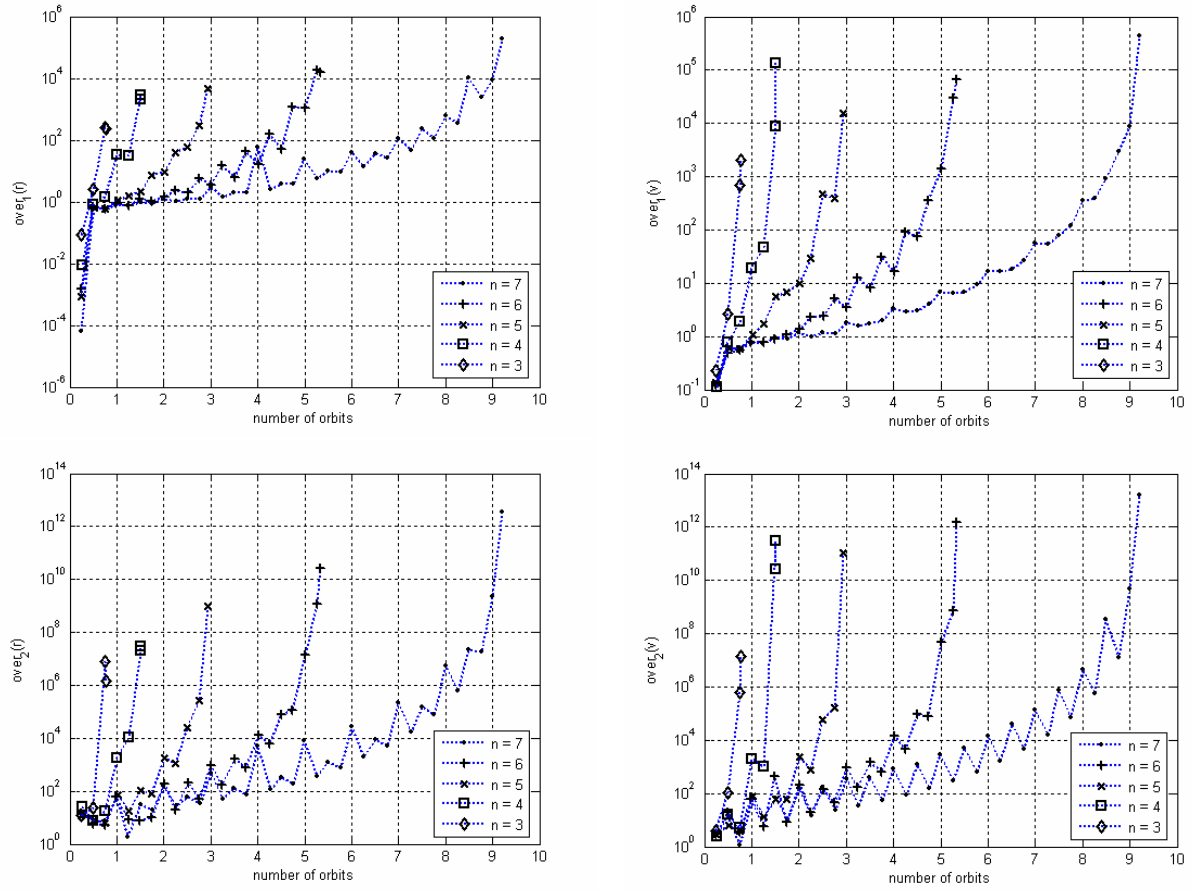 10^6
10^4
10^2
10^0
10^-2
10^-4
10^-6
over_1(r)
0 1 2 3 4 5 6 7 8 9 10
number of orbits
n = 7
n = 6
n = 5
n = 4
n = 3
10^6
10^5
10^4
10^3
10^2
10^1
10^0
10^-1
over_1(v)
0 1 2 3 4 5 6 7 8 9 10
number of orbits
n = 7
n = 6
n = 5
n = 4
n = 3
10^14
10^12
10^10
10^8
10^6
10^4
10^2
10^0
over_2(r)
0 1 2 3 4 5 6 7 8 9 10
number of orbits
n = 7
n = 6
n = 5
n = 4
n = 3
10^14
10^12
10^10
10^8
10^6
10^4
10^2
10^0
over_2(v)
0 1 2 3 4 5 6 7 8 9 10
number of orbits
n = 7
n = 6
n = 5
n = 4
n = 3